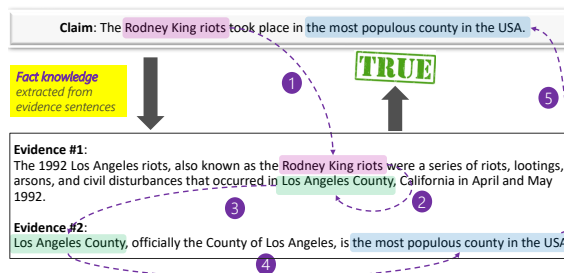 Claim: The Rodney King riots took place in the most populous county in the USA.
Fact knowledge
extracted from
evidence sentences
TRUE
1
5
Evidence #1:
The 1992 Los Angeles riots, also known as the Rodney King riots were a series of riots, lootings,
arsons, and civil disturbances that occurred in Los Angeles County, California in April and May
1992.
3
2
Evidence #2:
Los Angeles County, officially the County of Los Angeles, is the most populous county in the USA
4